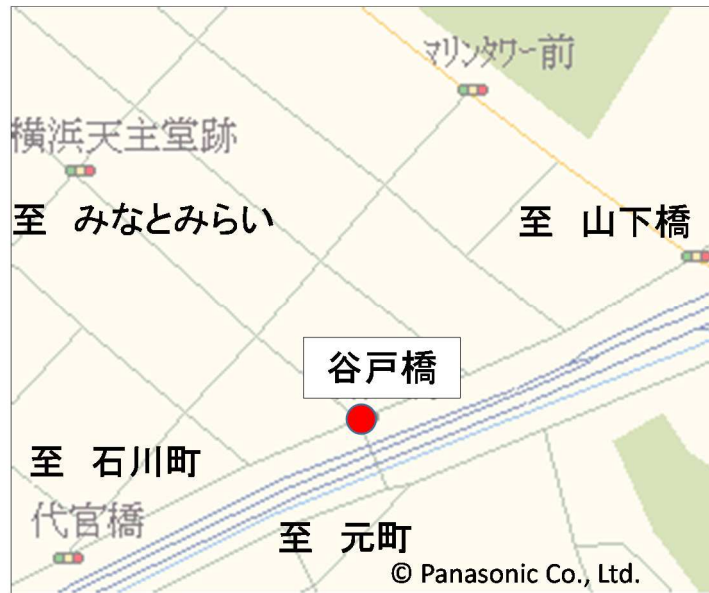 マリンタワー前
横浜天主堂跡
至 みなとみらい
至 山下橋
谷戸橋
至 石川町
代官橋
至 元町
© Panasonic Co., Ltd.